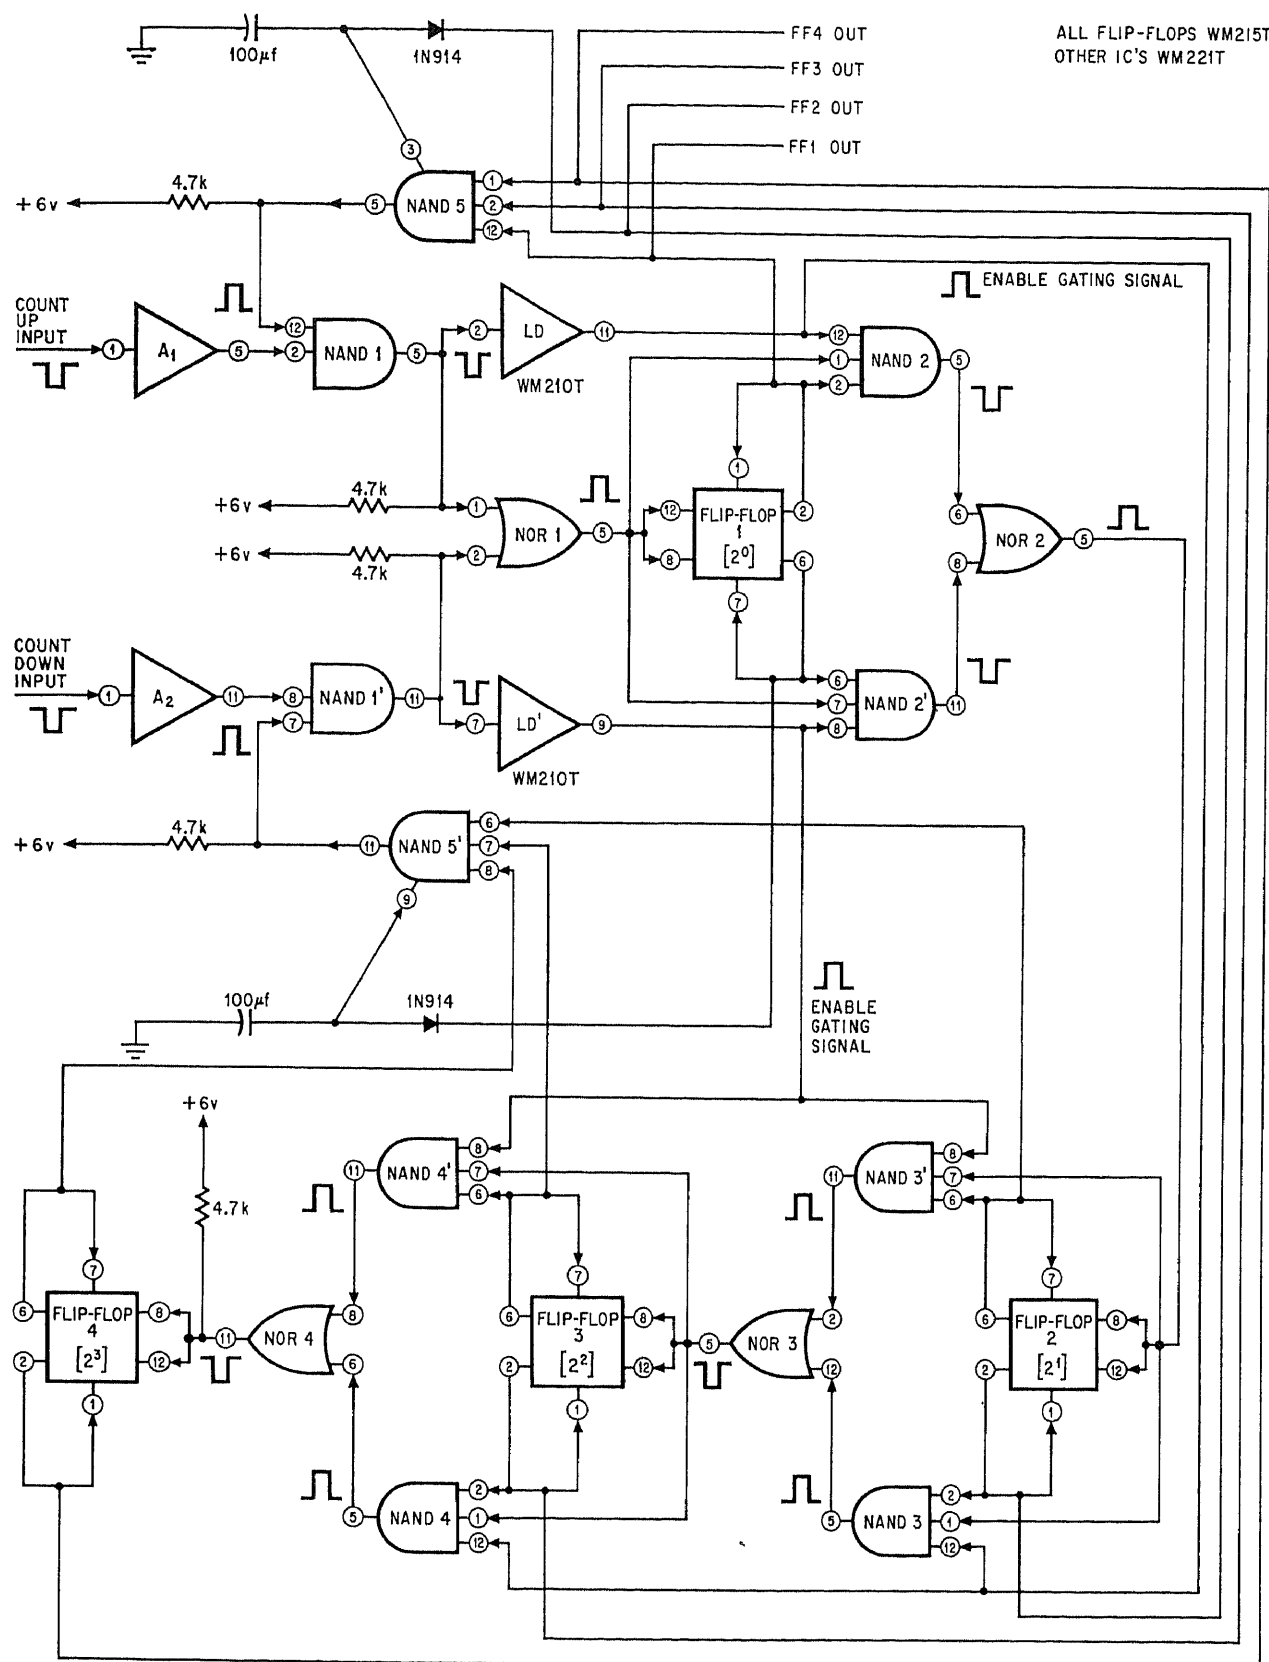 100μf
1N914
FF4 OUT
FF3 OUT
FF2 OUT
FF1 OUT
ALL FLIP-FLOPS WM215T
OTHER IC'S WM221T
3
+6v
4.7k
5
NAND 5
1
2
12
COUNT
UP
INPUT
1
A1
5
12
2
NAND 1
5
2
LD
11
WM210T
ENABLE GATING SIGNAL
12
1
2
NAND 2
5
+6v
4.7k
+6v
4.7k
1
2
NOR 1
5
1
12
8
FLIP-FLOP
1
[2⁰]
2
6
7
6
8
NOR 2
5
COUNT
DOWN
INPUT
1
A2
11
8
7
NAND 1'
11
7
LD'
9
WM210T
6
7
8
NAND 2'
11
+6v
4.7k
11
NAND 5'
6
7
8
9
100μf
1N914
ENABLE
GATING
SIGNAL
+6v
4.7k
11
NAND 4'
8
7
6
11
NAND 3'
8
7
6
7
6
2
FLIP-FLOP
4
[2³]
8
12
1
11
NOR 4
8
6
7
6
2
FLIP-FLOP
3
[2²]
8
12
1
5
NOR 3
2
12
7
6
2
FLIP-FLOP
2
[2¹]
8
12
1
5
NAND 4
2
1
12
5
NAND 3
2
1
12